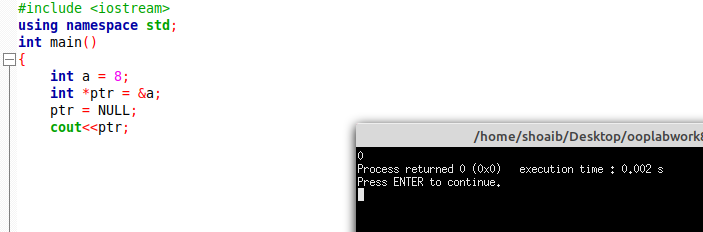 #include <iostream>
using namespace std;
int main()
{
int a = 8;
int *ptr = &a;
ptr = NULL;
cout<<ptr;
/home/shoaib/Desktop/ooplabwork8
0
Process returned 0 (0x0)   execution time : 0.002 s
Press ENTER to continue.